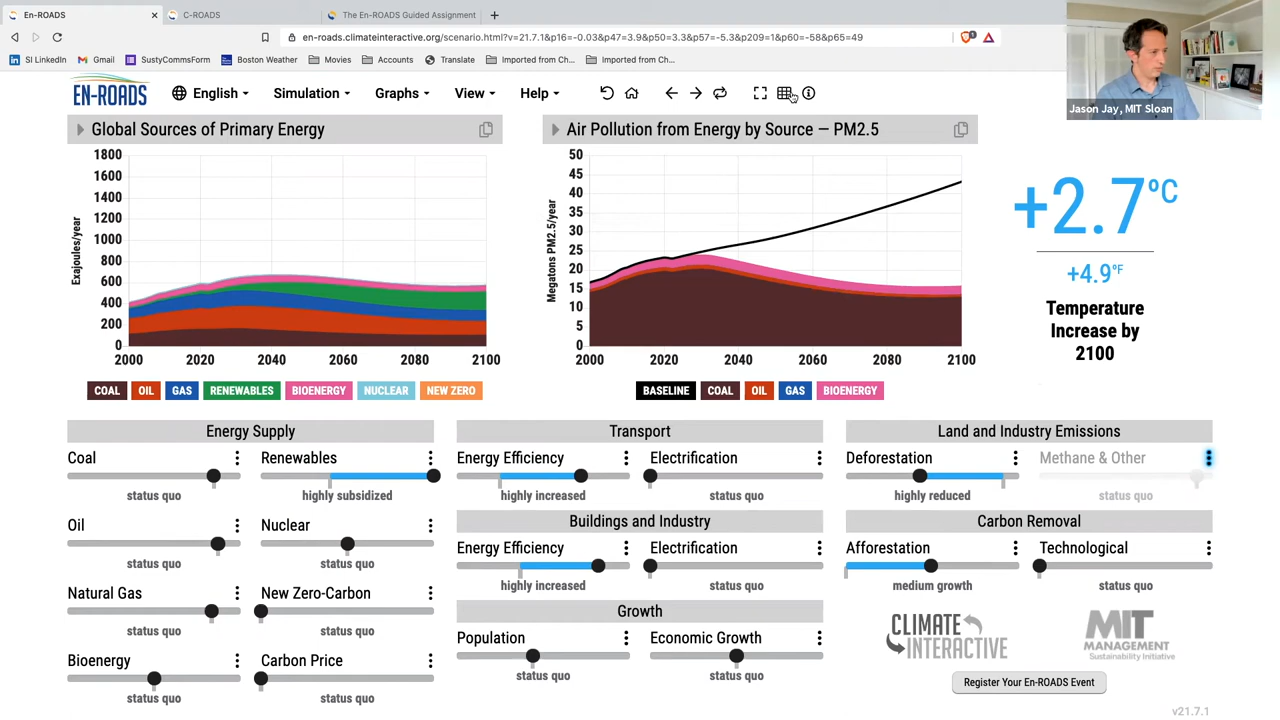 En-ROADS
C-ROADS
The En-ROADS Guided Assignment
en-roads.climateinteractive.org/scenario.html?v=21.7.1&p16=-0.03&p47=3.9&p50=3.3&p57=-5.3&p209=1&p60=-58&p65=49
SI LinkedIn
Gmail
SustyCommsForm
Boston Weather
Movies
Accounts
Translate
Imported from Ch...
Imported from Ch...
Jason Jay, MIT Sloan
EN-ROADS
English
Simulation
Graphs
View
Help
Global Sources of Primary Energy
Exajoules/year
1800
1600
1400
1200
1000
800
600
400
200
0
2000 2020 2040 2060 2080 2100
COAL OIL GAS RENEWABLES BIOENERGY NUCLEAR NEW ZERO
Air Pollution from Energy by Source — PM2.5
Megatons PM2.5/year
50
45
40
35
30
25
20
15
10
5
0
2000 2020 2040 2060 2080 2100
BASELINE COAL OIL GAS BIOENERGY
+2.7°C
+4.9°F
Temperature
Increase by
2100
Energy Supply
Coal
status quo
Renewables
highly subsidized
Oil
status quo
Nuclear
status quo
Natural Gas
status quo
New Zero-Carbon
status quo
Bioenergy
status quo
Carbon Price
status quo
Transport
Energy Efficiency
highly increased
Electrification
status quo
Buildings and Industry
Energy Efficiency
highly increased
Electrification
status quo
Growth
Population
status quo
Economic Growth
status quo
Land and Industry Emissions
Deforestation
highly reduced
Methane & Other
status quo
Carbon Removal
Afforestation
medium growth
Technological
status quo
CLIMATE
INTERACTIVE
MIT
MANAGEMENT
Sustainability Initiative
Register Your En-ROADS Event
v21.7.1